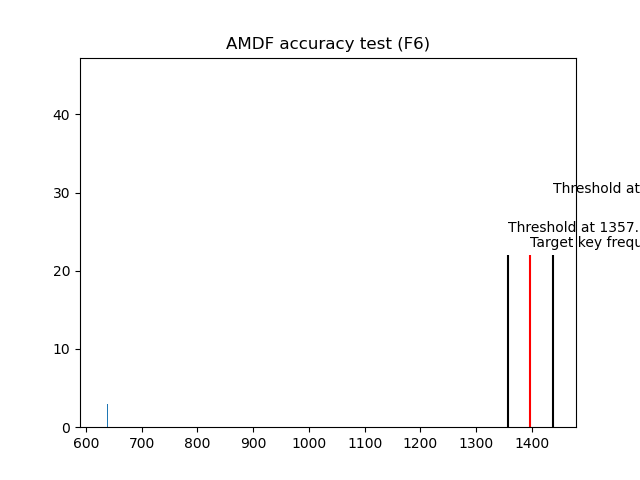 AMDF accuracy test (F6)
40
30
Threshold at
Threshold at 1357.
Target key frequ
20
10
0
600 700 800 900 1000 1100 1200 1300 1400